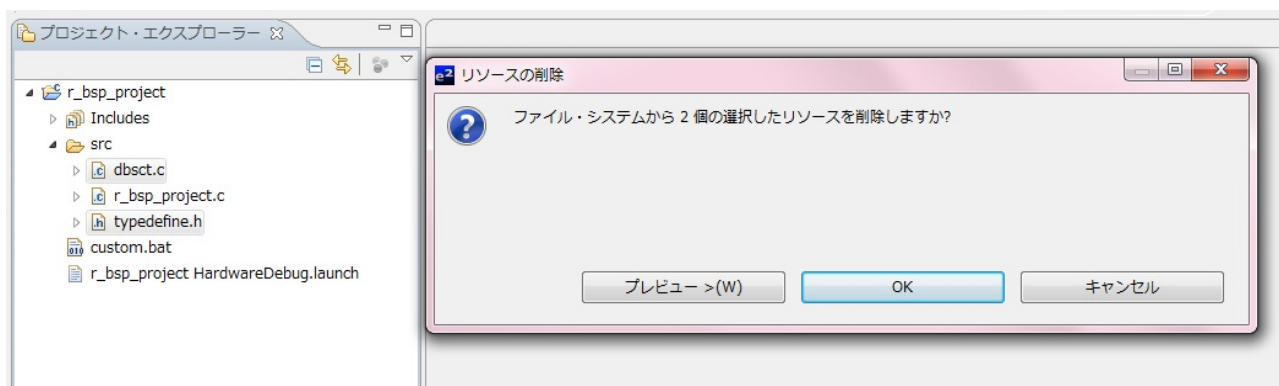 プロジェクト・エクスプローラー
r_bsp_project
Includes
src
dbsct.c
r_bsp_project.c
typedefine.h
custom.bat
r_bsp_project HardwareDebug.launch
e2 リソースの削除
ファイル・システムから 2 個の選択したリソースを削除しますか?
プレビュー >(W)
OK
キャンセル